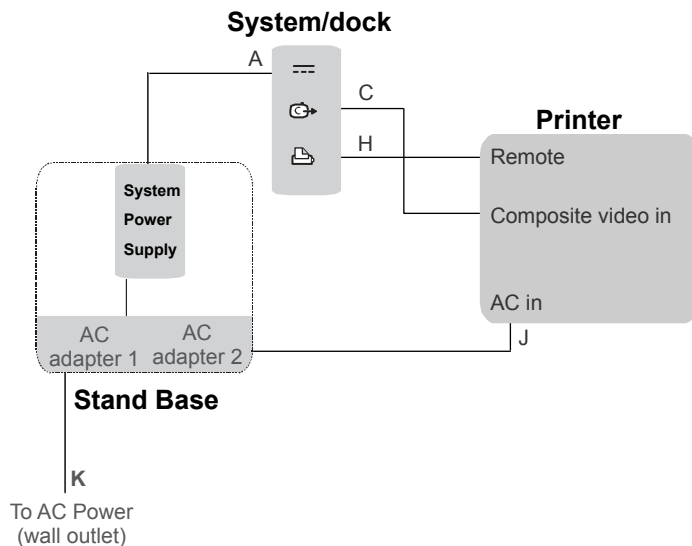 System/dock
A
C
H
Printer
Remote
Composite video in
AC in
J
System
Power
Supply
AC
adapter 1
AC
adapter 2
Stand Base
K
To AC Power
(wall outlet)